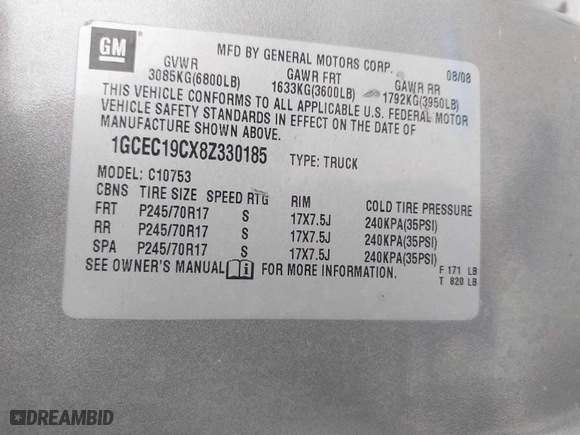 GM
MFD BY GENERAL MOTORS CORP. 08/08
GVWR GAWR FRT GAWR RR
3085KG(6800LB) 1633KG(3600LB) 1792KG(3950LB)
THIS VEHICLE CONFORMS TO ALL APPLICABLE U.S. FEDERAL MOTOR
VEHICLE SAFETY STANDARDS IN EFFECT ON THE DATE OF
MANUFACTURE SHOWN ABOVE.
1GCEC19CX8Z330185 TYPE: TRUCK
MODEL: C10753
CBNS TIRE SIZE SPEED RTG RIM COLD TIRE PRESSURE
FRT P245/70R17 S 17X7.5J 240KPA(35PSI)
RR P245/70R17 S 17X7.5J 240KPA(35PSI)
SPA P245/70R17 S 17X7.5J 240KPA(35PSI)
SEE OWNER'S MANUAL i FOR MORE INFORMATION. F 171 LB
T 820 LB
DREAMBID